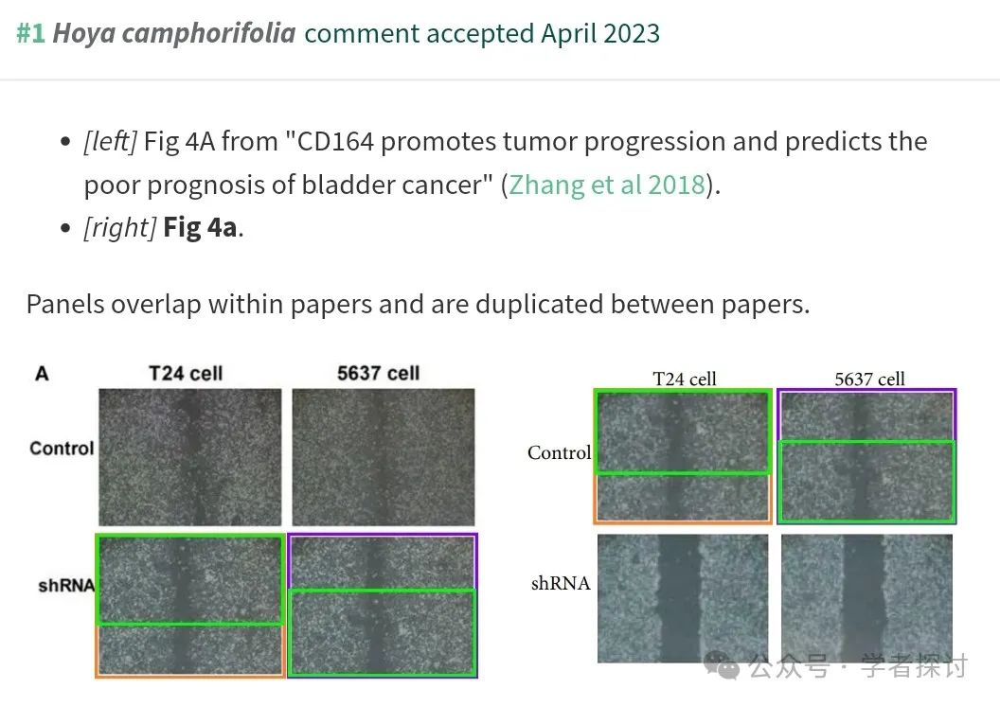 #1 Hoya camphorifolia comment accepted April 2023
• [left] Fig 4A from "CD164 promotes tumor progression and predicts the
poor prognosis of bladder cancer" (Zhang et al 2018).
• [right] Fig 4a.
Panels overlap within papers and are duplicated between papers.
A T24 cell 5637 cell
Control
shRNA
T24 cell 5637 cell
Control
shRNA
公众号 · 学者探讨